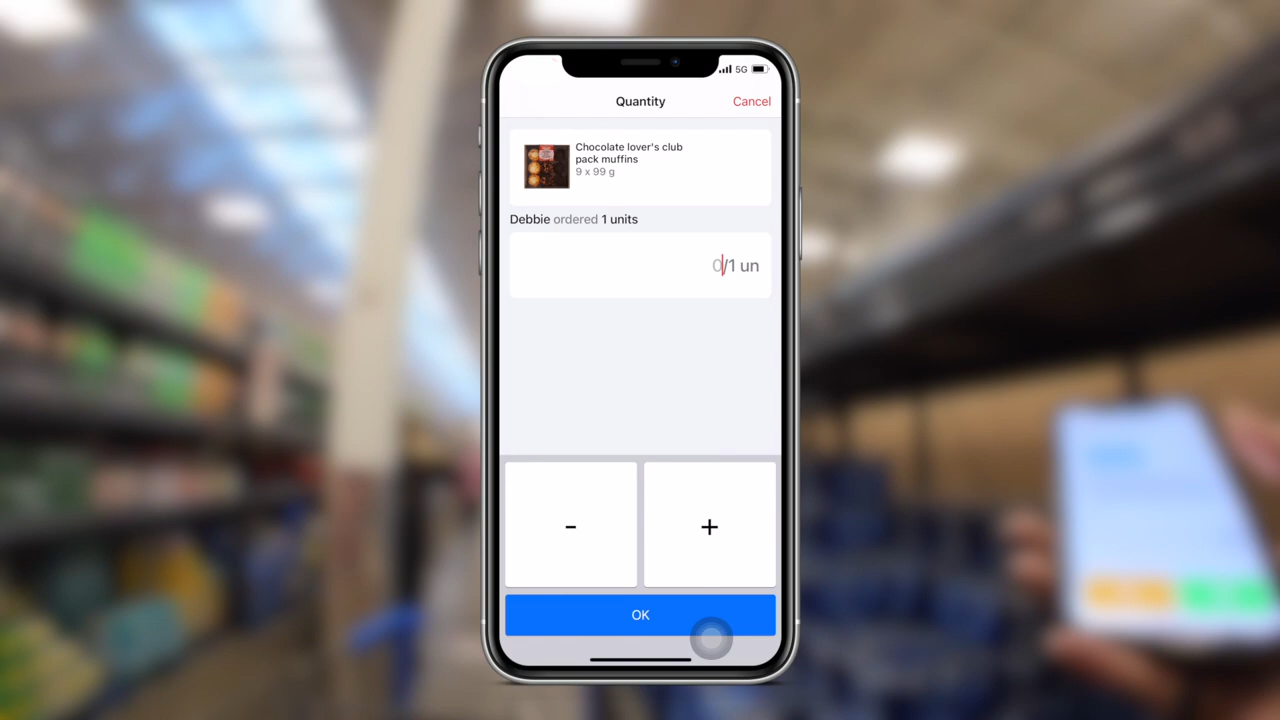 5G
Quantity
Cancel
Chocolate lover's club
pack muffins
9 x 99 g
Debbie ordered 1 units
0/1 un
-
+
OK